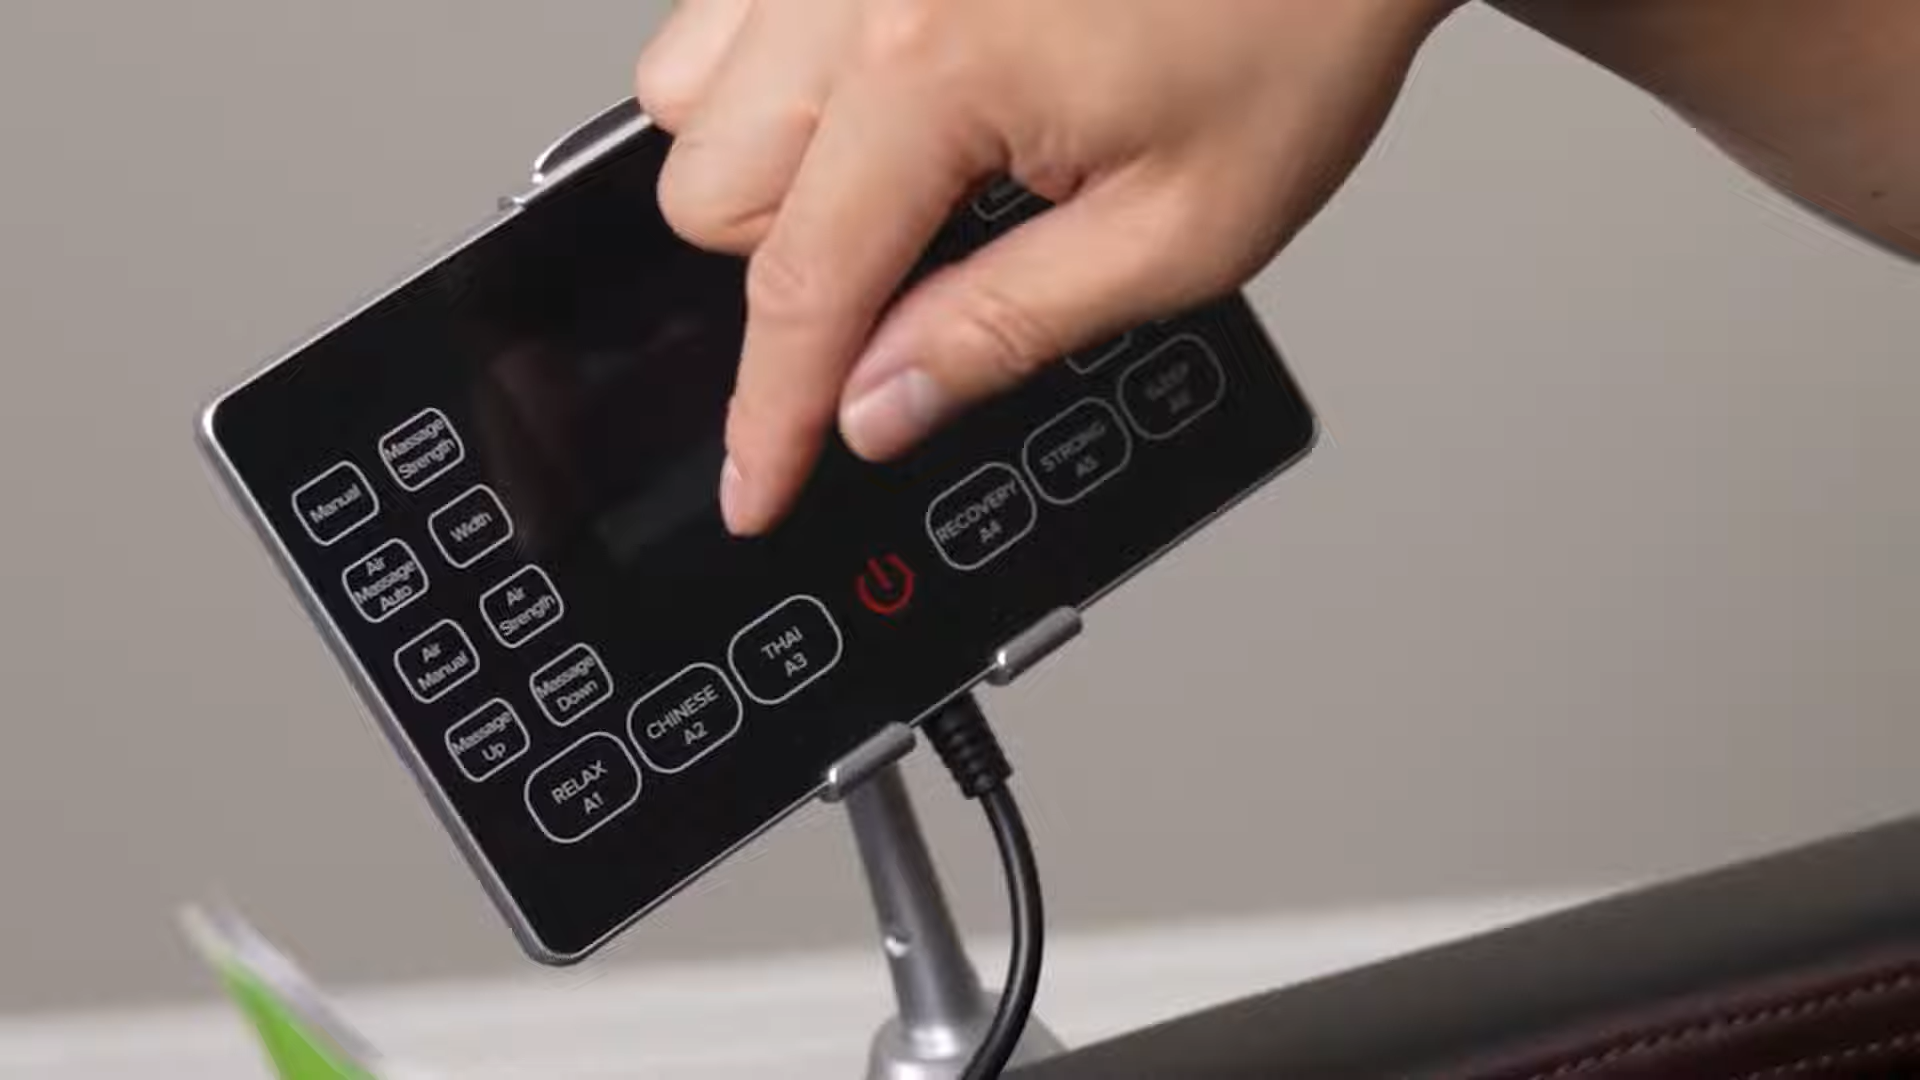 Massage
Strength
Manual
Width
Air
Massage
Auto
Air
Strength
Air
Manual
Massage
Down
Massage
Up
RELAX
A1
CHINESE
A2
THAI
A3
RECOVERY
A4
STRONG
A5